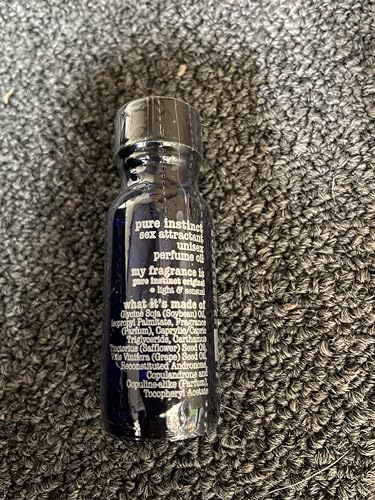 pure instinct
sex attractant
unisex
perfume oil
my fragrance is
pure instinct original
light & sensual
what it's made of
Glycine Soja (Soybean) Oil,
Isopropyl Palmitate, Fragrance
(Parfum), Caprylic/Capric
Triglyceride, Carthamus
Tinctorius (Safflower) Seed Oil,
Vitis Vinifera (Grape) Seed Oil,
Reconstituted Andronone,
Copulandrone and
Copuline-alike (Parfum),
Tocopheryl Acetate